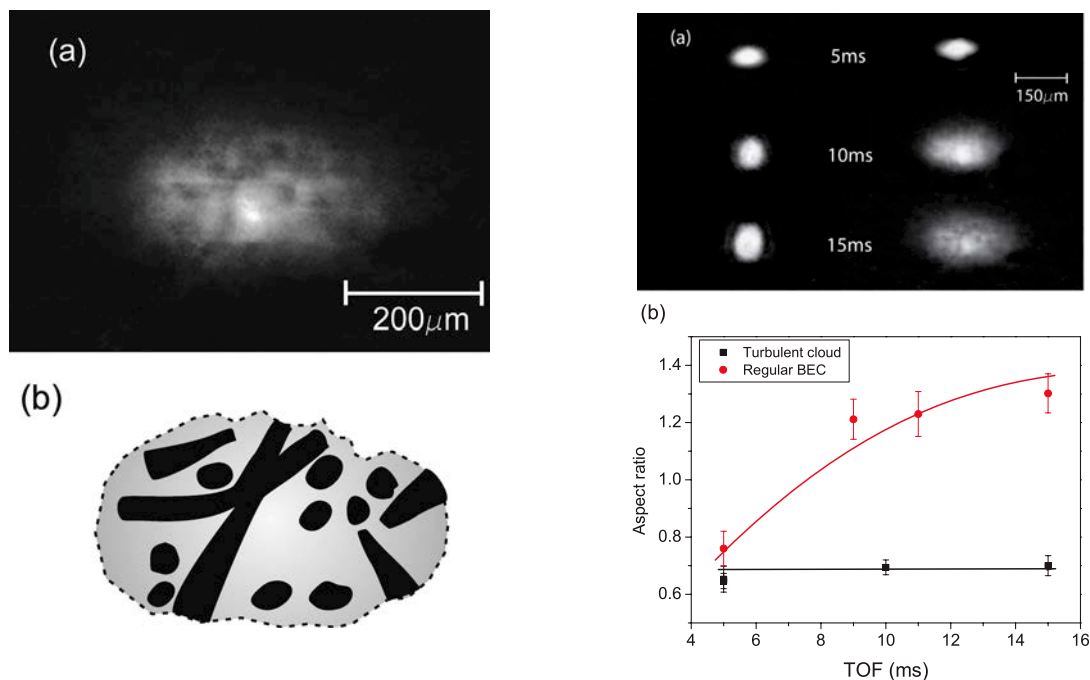 (a)
200μm
(b)
(a)
5ms
150μm
10ms
15ms
(b)
Turbulent cloud
Regular BEC
Aspect ratio
1.4
1.2
1.0
0.8
0.6
4 6 8 10 12 14 16
TOF (ms)